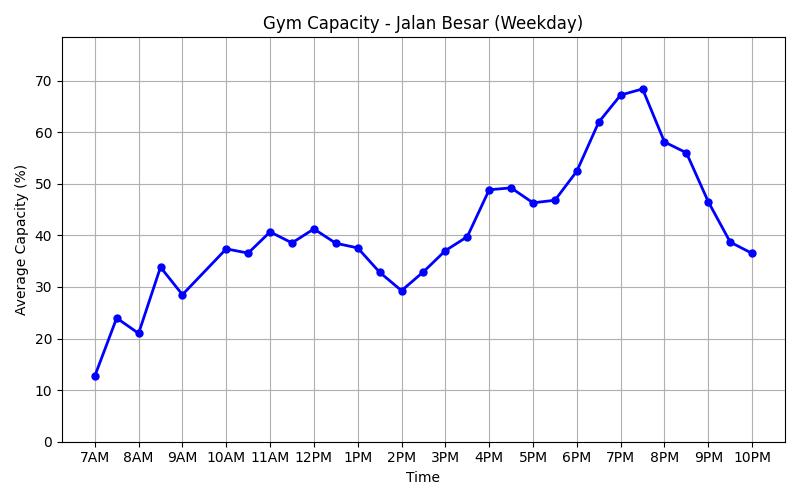 Gym Capacity - Jalan Besar (Weekday)
Average Capacity (%)
70
60
50
40
30
20
10
0
7AM 8AM 9AM 10AM 11AM 12PM 1PM 2PM 3PM 4PM 5PM 6PM 7PM 8PM 9PM 10PM
Time